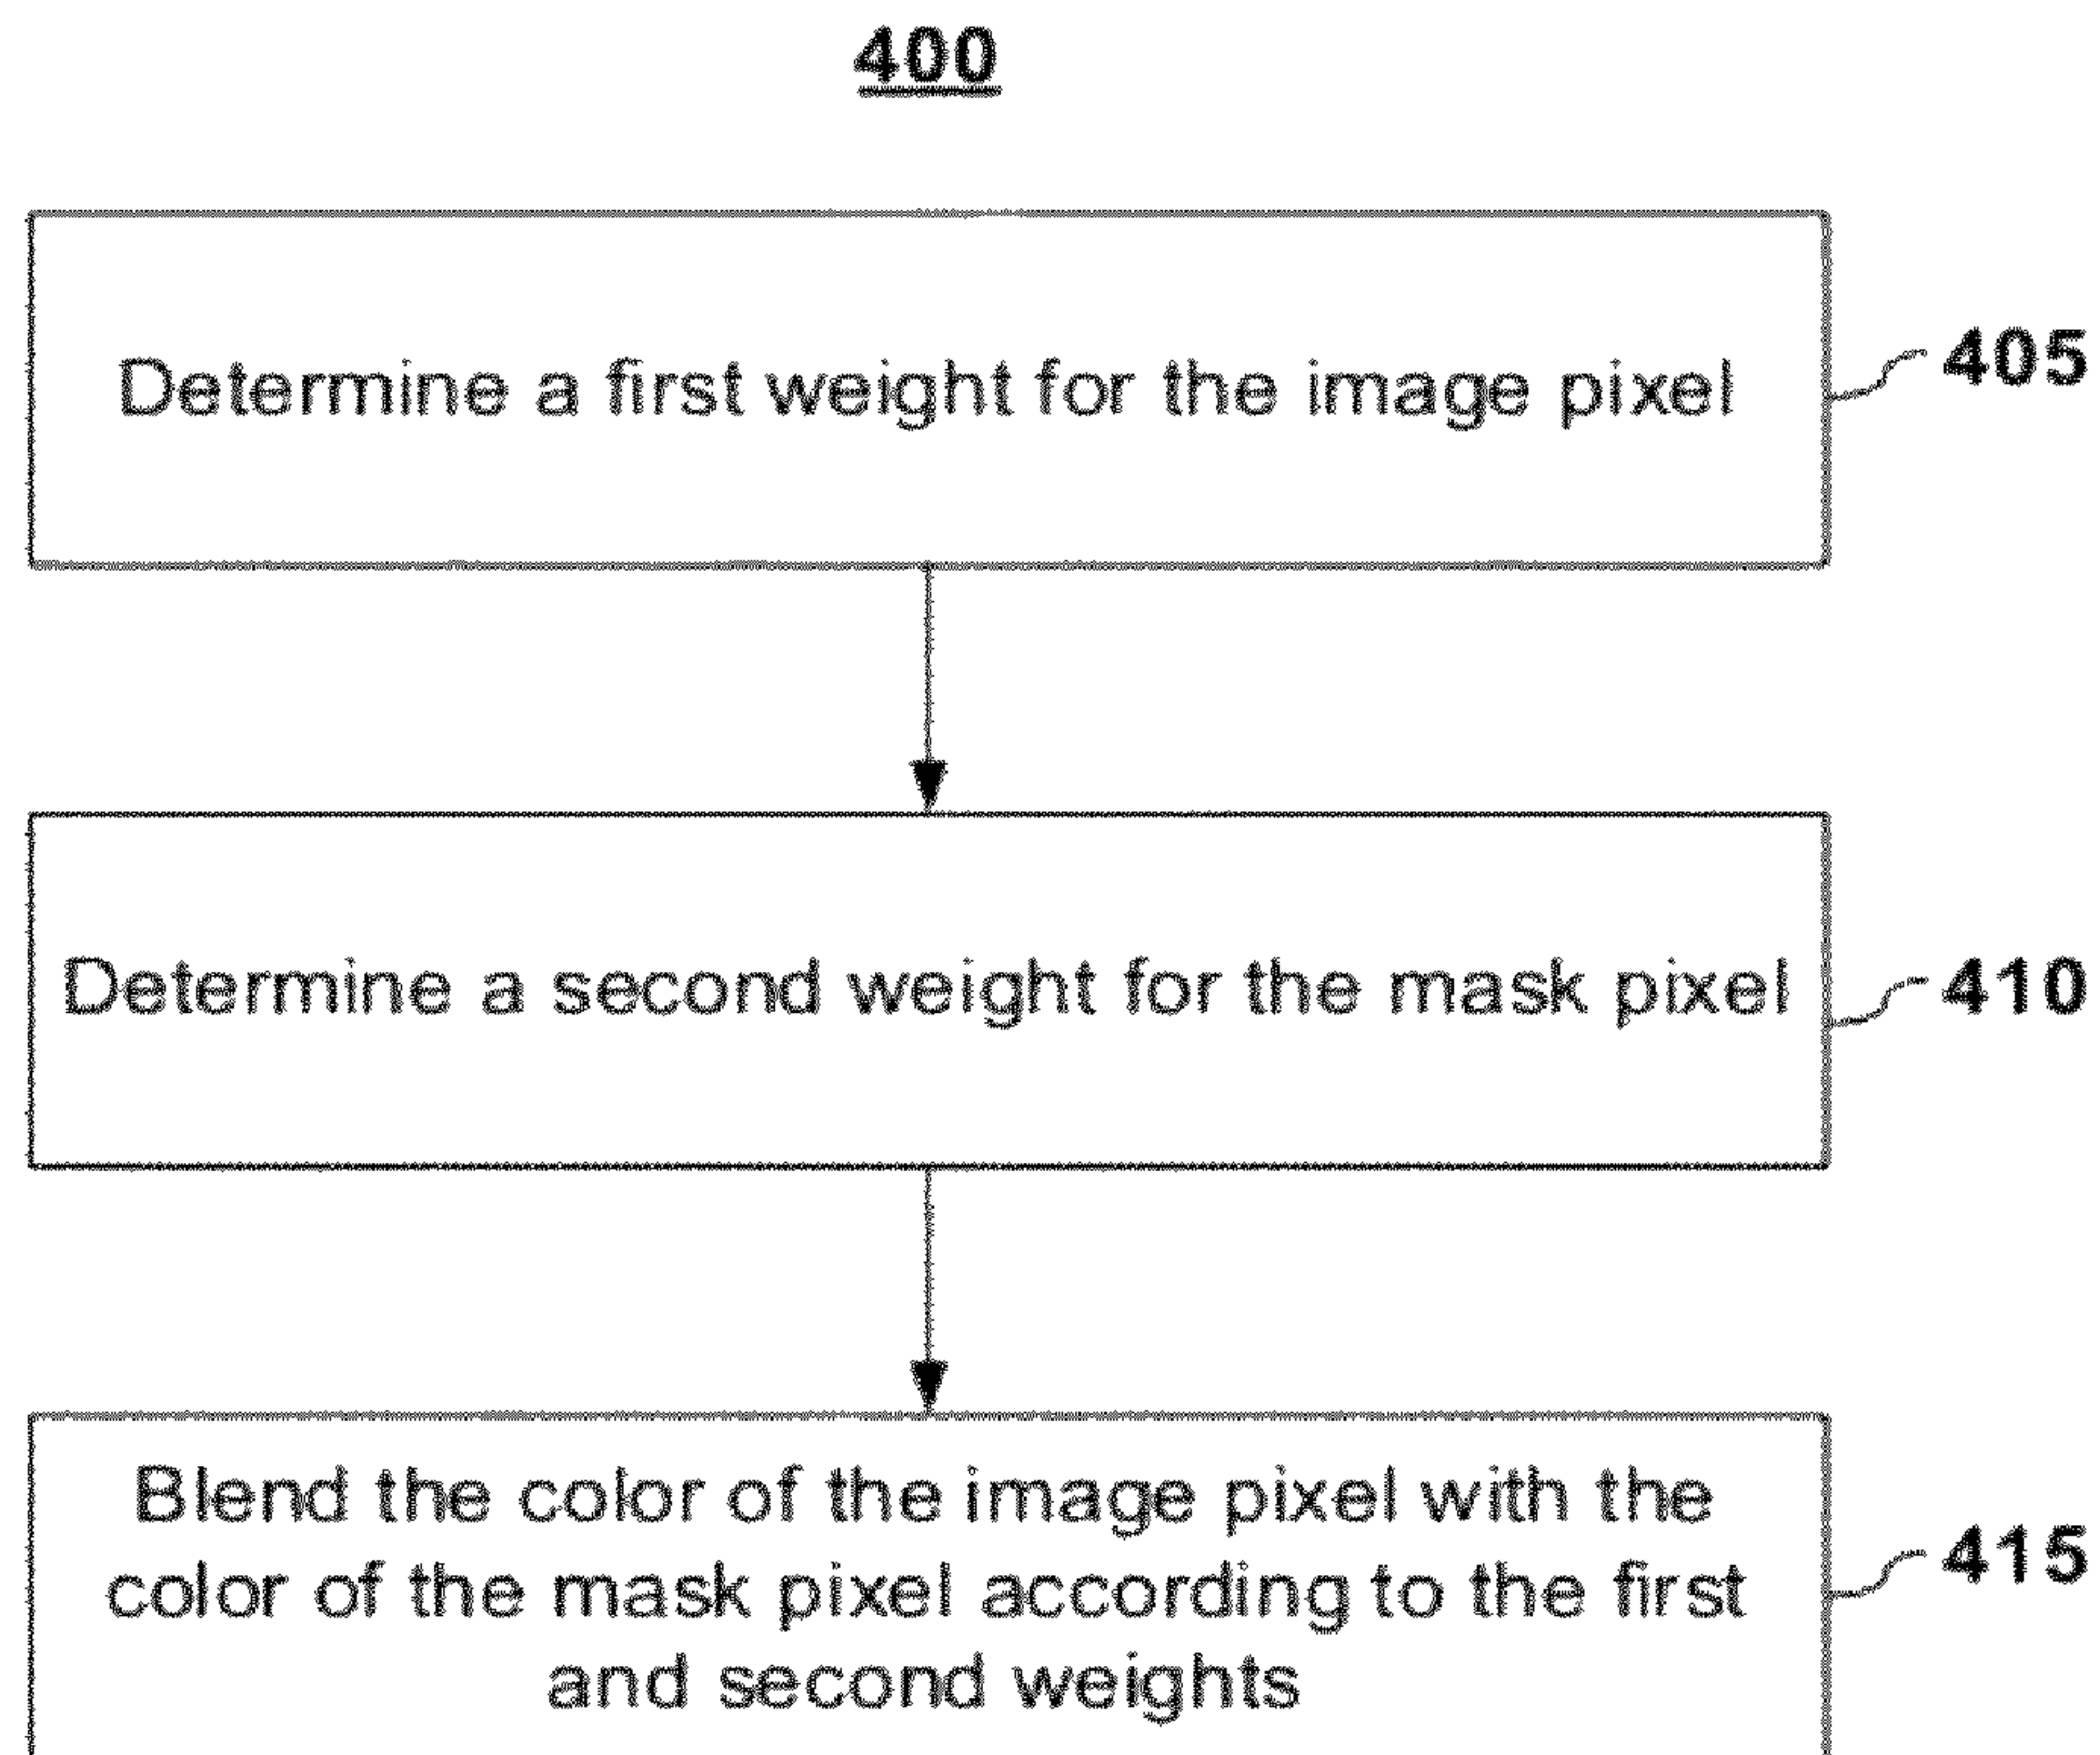 400
Determine a first weight for the image pixel
405
Determine a second weight for the mask pixel
410
Blend the color of the image pixel with the
color of the mask pixel according to the first
and second weights
415